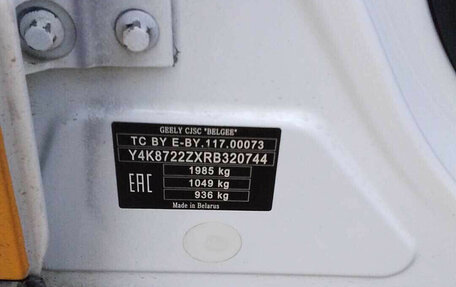 GEELY CJSC "BELGEE"
TC BY E-BY.117.00073
Y4K8722ZXRB320744
1985 kg
1049 kg
EAC 936 kg
Made in Belarus